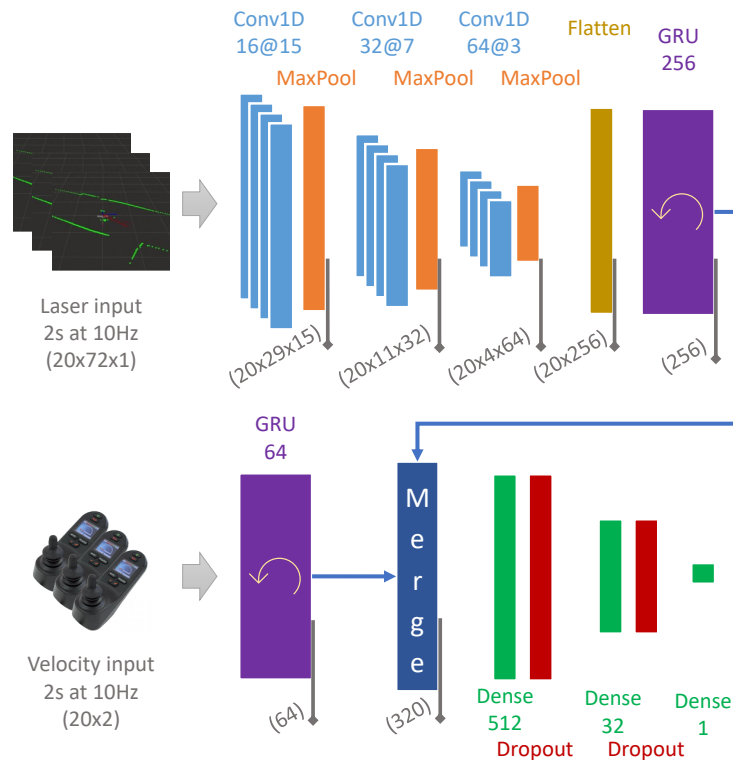 Conv1D
16@15
Conv1D
32@7
Conv1D
64@3
Flatten
GRU
256
MaxPool
MaxPool
MaxPool
Laser input
2s at 10Hz
(20x72x1)
(20x29x15)
(20x11x32)
(20x4x64)
(20x256)
(256)
GRU
64
Merge
Velocity input
2s at 10Hz
(20x2)
(64)
(320)
Dense
512
Dropout
Dense
32
Dropout
Dense
1